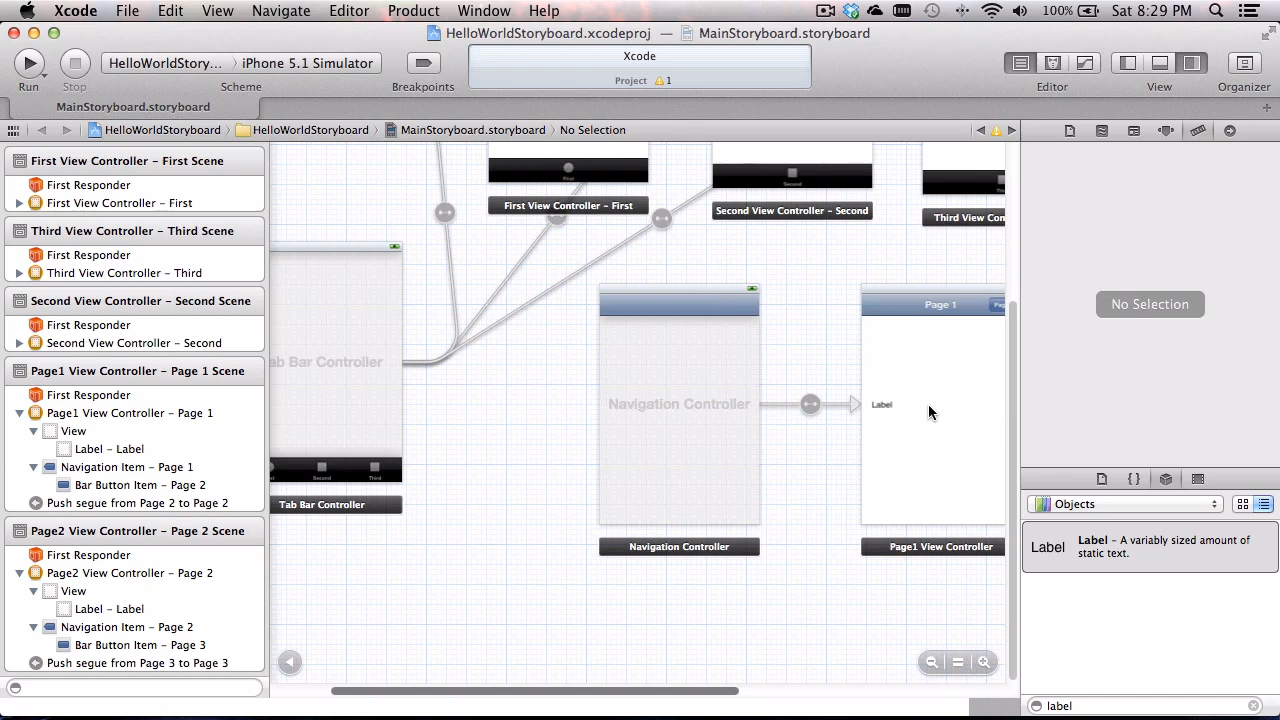 Xcode File Edit View Navigate Editor Product Window Help 100% Sat 8:29 PM
HelloWorldStoryboard.xcodeproj — MainStoryboard.storyboard
HelloWorldStory... iPhone 5.1 Simulator
Xcode
Project 1
Run Stop Scheme Breakpoints Editor View Organizer
MainStoryboard.storyboard
HelloWorldStoryboard HelloWorldStoryboard MainStoryboard.storyboard No Selection
First View Controller – First Scene
First Responder
First View Controller – First
Third View Controller – Third Scene
First Responder
Third View Controller – Third
Second View Controller – Second Scene
First Responder
Second View Controller – Second
Page1 View Controller – Page 1 Scene
First Responder
Page1 View Controller – Page 1
View
Label – Label
Navigation Item – Page 1
Bar Button Item – Page 2
Push segue from Page 2 to Page 2
Page2 View Controller – Page 2 Scene
First Responder
Page2 View Controller – Page 2
View
Label – Label
Navigation Item – Page 2
Bar Button Item – Page 3
Push segue from Page 3 to Page 3
First
Second
First View Controller – First
Second View Controller – Second
Third View Con
ab Bar Controller
Second Third
Tab Bar Controller
Navigation Controller
Navigation Controller
Page 1
Label
Page1 View Controller
No Selection
Objects
Label
Label – A variably sized amount of
static text.
label